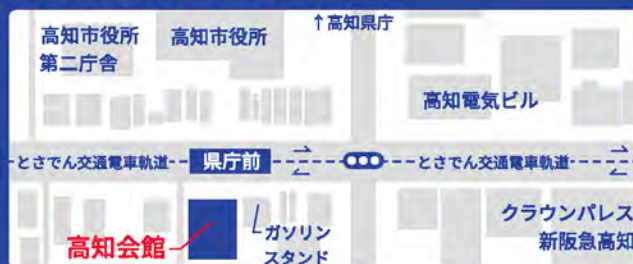 ↑高知県庁
高知市役所
第二庁舎
高知市役所
高知電気ビル
とさでん交通電車軌道
県庁前
とさでん交通電車軌道
高知会館
ガソリン
スタンド
クラウンパレス
新阪急高知